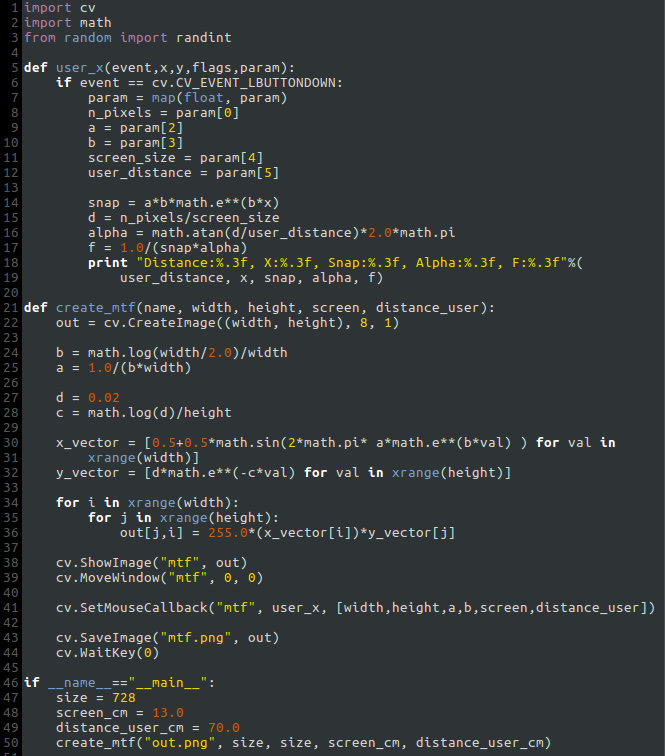 1 import cv
2 import math
3 from random import randint
4
5 def user_x(event,x,y,flags,param):
6     if event == cv.CV_EVENT_LBUTTONDOWN:
7         param = map(float, param)
8         n_pixels = param[0]
9         a = param[2]
10         b = param[3]
11         screen_size = param[4]
12         user_distance = param[5]
13
14         snap = a*b*math.e**(b*x)
15         d = n_pixels/screen_size
16         alpha = math.atan(d/user_distance)*2.0*math.pi
17         f = 1.0/(snap*alpha)
18         print "Distance:%.3f, X:%.3f, Snap:%.3f, Alpha:%.3f, F:%.3f"%(
19             user_distance, x, snap, alpha, f)
20
21 def create_mtf(name, width, height, screen, distance_user):
22     out = cv.CreateImage((width, height), 8, 1)
23
24     b = math.log(width/2.0)/width
25     a = 1.0/(b*width)
26
27     d = 0.02
28     c = math.log(d)/height
29
30     x_vector = [0.5+0.5*math.sin(2*math.pi* a*math.e**(b*val) ) for val in
31         xrange(width)]
32     y_vector = [d*math.e**(-c*val) for val in xrange(height)]
33
34     for i in xrange(width):
35         for j in xrange(height):
36             out[j,i] = 255.0*(x_vector[i])*y_vector[j]
37
38     cv.ShowImage("mtf", out)
39     cv.MoveWindow("mtf", 0, 0)
40
41     cv.SetMouseCallback("mtf", user_x, [width,height,a,b,screen,distance_user])
42
43     cv.SaveImage("mtf.png", out)
44     cv.WaitKey(0)
45
46 if __name__=="__main__":
47     size = 728
48     screen_cm = 13.0
49     distance_user_cm = 70.0
50     create_mtf("out.png", size, size, screen_cm, distance_user_cm)